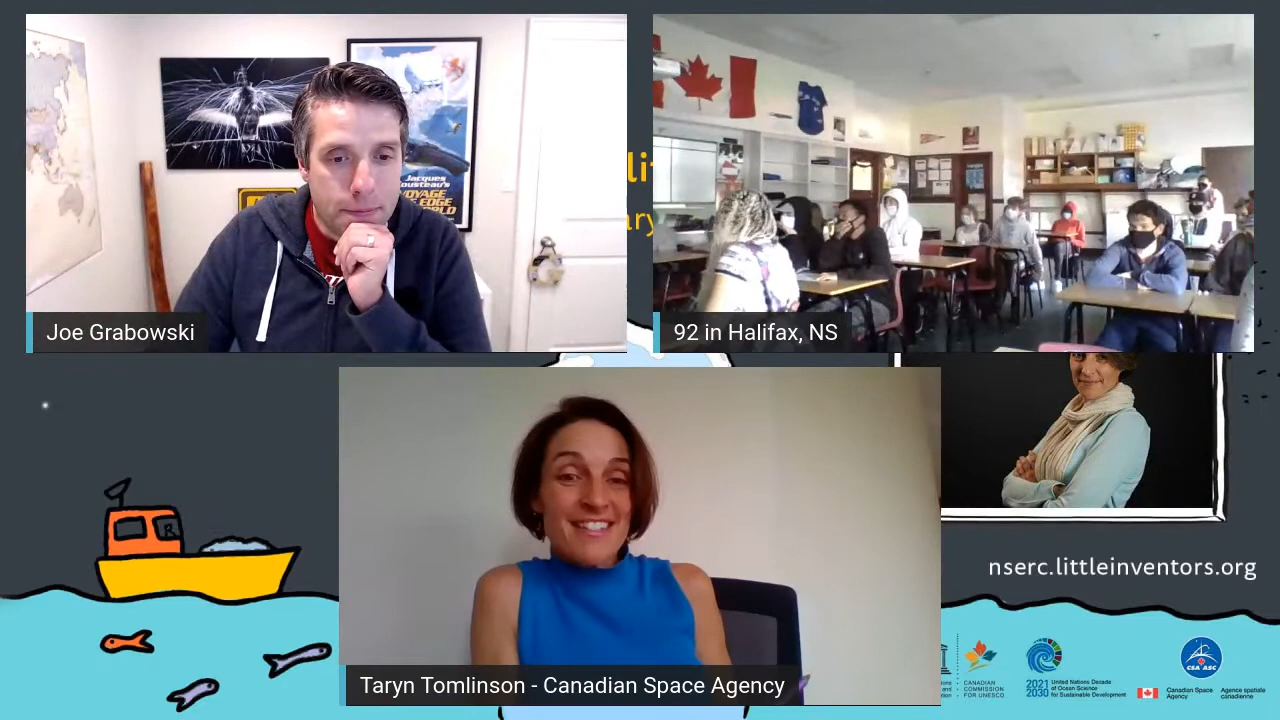 Jacques
Cousteau's
VOYAGE
EDGE
WORLD
Joe Grabowski
92 in Halifax, NS
Taryn Tomlinson - Canadian Space Agency
nserc.littleinventors.org
CANADIAN
COMMISSION
FOR UNESCO
2021
2030
United Nations Decade
of Ocean Science
for Sustainable Development
CSA ASC
Canadian Space
Agency
Agence spatiale
canadienne